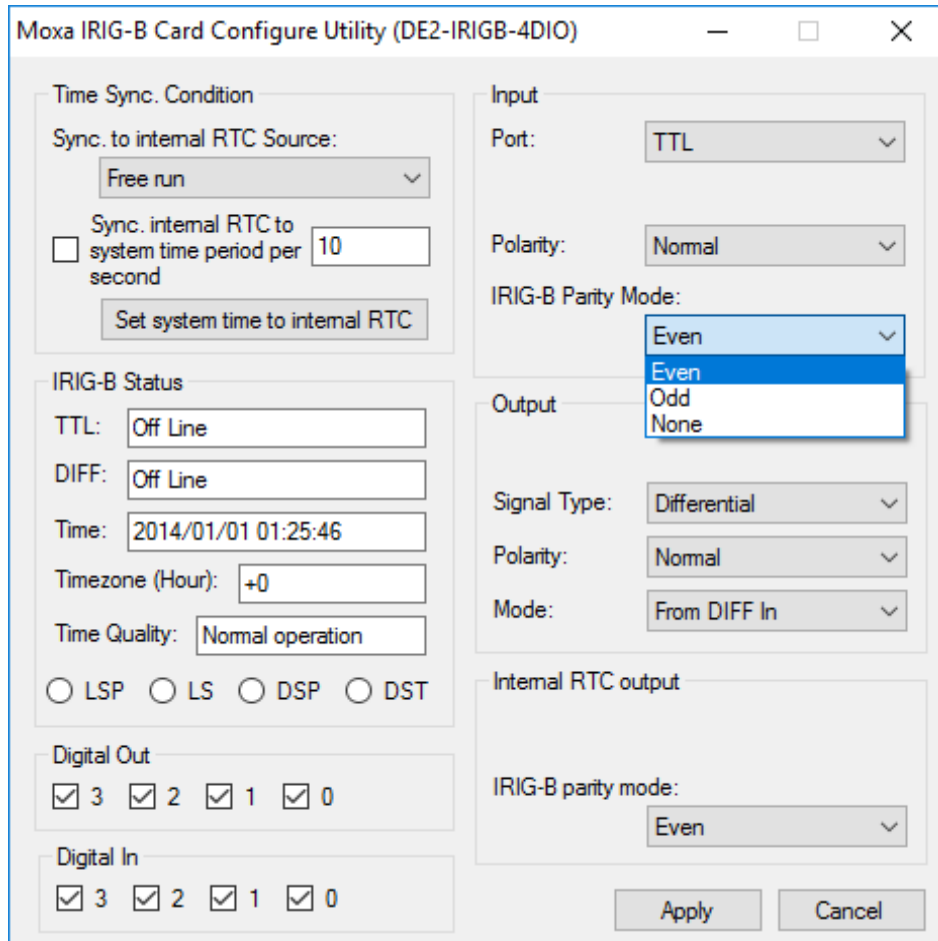 Moxa IRIG-B Card Configure Utility (DE2-IRIGB-4DIO)
Time Sync. Condition
Sync. to internal RTC Source:
Free run
Sync. internal RTC to
system time period per
second
10
Set system time to internal RTC
IRIG-B Status
TTL: Off Line
DIFF: Off Line
Time: 2014/01/01 01:25:46
Timezone (Hour): +0
Time Quality: Normal operation
LSP LS DSP DST
Digital Out
3 2 1 0
Digital In
3 2 1 0
Input
Port: TTL
Polarity: Normal
IRIG-B Parity Mode:
Even
Even
Odd
None
Output
Signal Type: Differential
Polarity: Normal
Mode: From DIFF In
Internal RTC output
IRIG-B parity mode:
Even
Apply Cancel